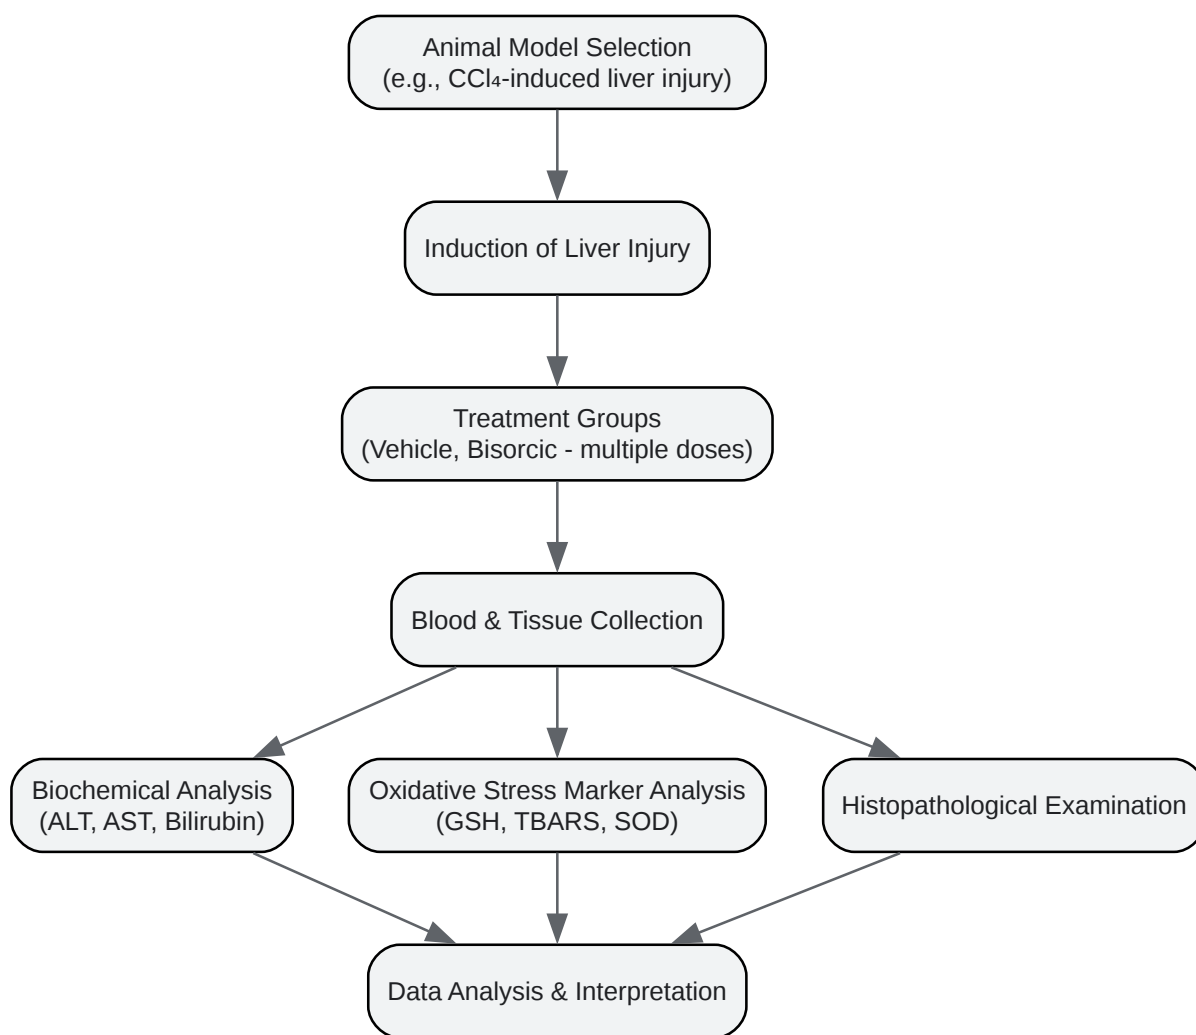 Animal Model Selection
(e.g., CCl₄-induced liver injury)
Induction of Liver Injury
Treatment Groups
(Vehicle, Bisorcic - multiple doses)
Blood & Tissue Collection
Biochemical Analysis
(ALT, AST, Bilirubin)
Oxidative Stress Marker Analysis
(GSH, TBARS, SOD)
Histopathological Examination
Data Analysis & Interpretation